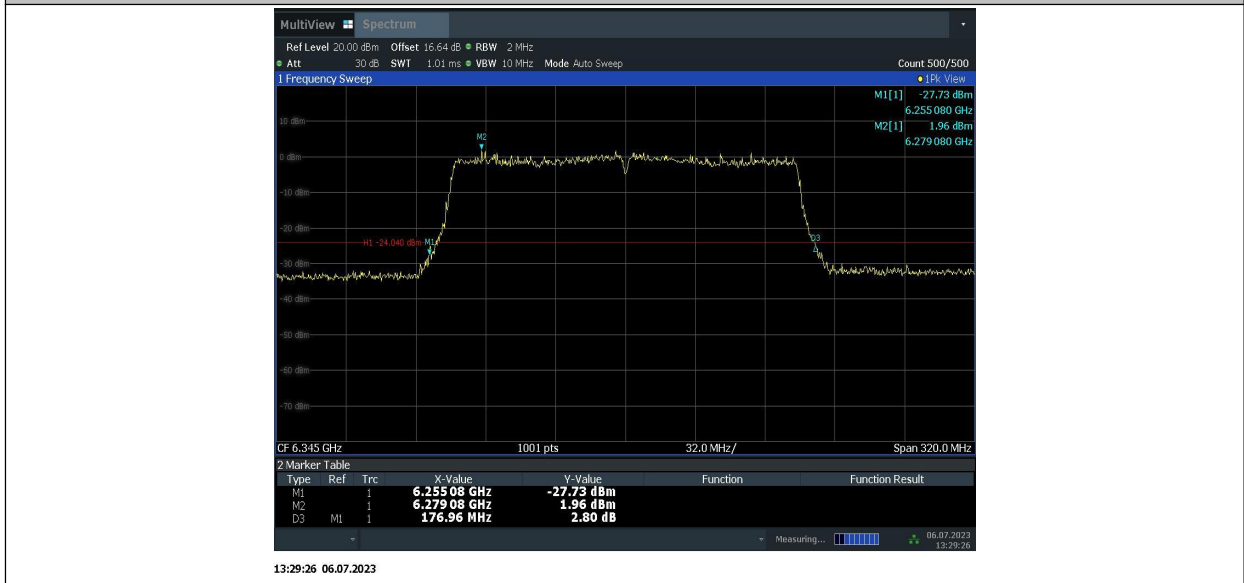 MultiView Spectrum
Ref Level 20.00 dBm Offset 16.64 dB RBW 2 MHz
Att 30 dB SWT 1.01 ms VBW 10 MHz Mode Auto Sweep Count 500/500
1 Frequency Sweep 1Pk View
M1[1] -27.73 dBm
6.255 080 GHz
10 dBm
M2[1] 1.96 dBm
M2
6.279 080 GHz
0 dBm
-10 dBm
-20 dBm
H1 -24.040 dBm M1 D3
-30 dBm
-40 dBm
-50 dBm
-60 dBm
-70 dBm
CF 6.345 GHz 1001 pts 32.0 MHz/ Span 320.0 MHz
2 Marker Table
Type Ref Trc X-Value Y-Value Function Function Result
M1 1 6.255 08 GHz -27.73 dBm
M2 1 6.279 08 GHz 1.96 dBm
D3 M1 1 176.96 MHz 2.80 dB
Measuring... 06.07.2023
13:29:26
13:29:26 06.07.2023